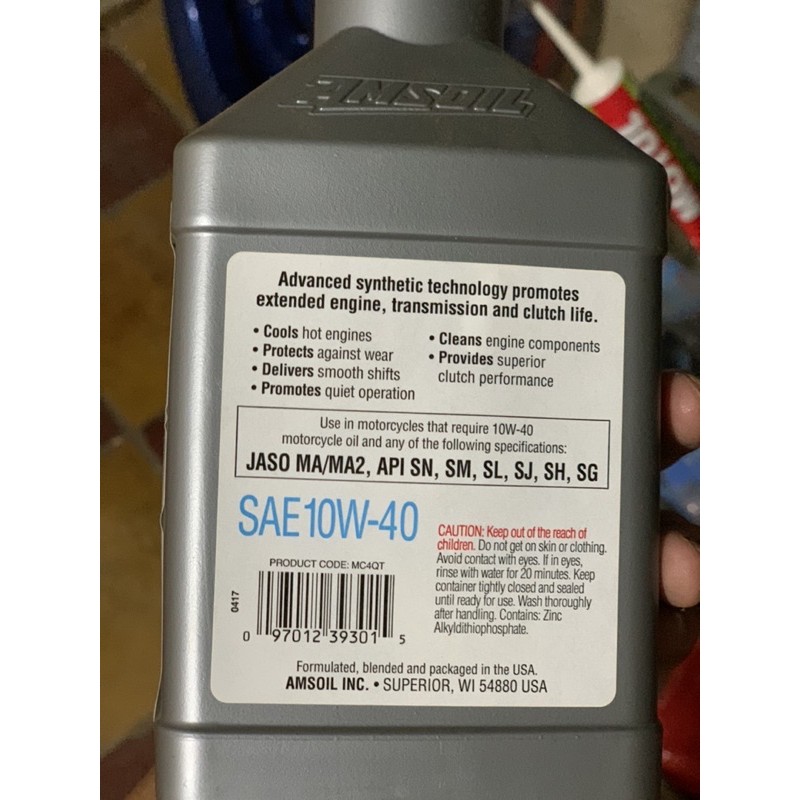 AMSOIL
Advanced synthetic technology promotes
extended engine, transmission and clutch life.
• Cools hot engines
• Protects against wear
• Delivers smooth shifts
• Promotes quiet operation
• Cleans engine components
• Provides superior
clutch performance
Use in motorcycles that require 10W-40
motorcycle oil and any of the following specifications:
JASO MA/MA2, API SN, SM, SL, SJ, SH, SG
SAE10W-40
CAUTION: Keep out of the reach of
children. Do not get on skin or clothing.
Avoid contact with eyes. If in eyes,
rinse with water for 20 minutes. Keep
container tightly closed and sealed
until ready for use. Wash thoroughly
after handling. Contains: Zinc
Alkyldithiophosphate.
PRODUCT CODE: MC4QT
0417
0 97012 39301 5
Formulated, blended and packaged in the USA.
AMSOIL INC. • SUPERIOR, WI 54880 USA